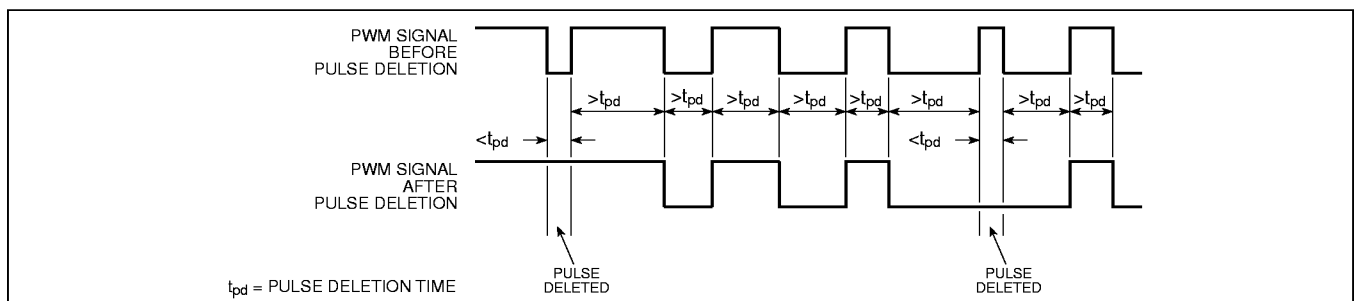 PWM SIGNAL
BEFORE
PULSE DELETION
>tpd >tpd >tpd >tpd >tpd >tpd >tpd >tpd
<tpd <tpd
PWM SIGNAL
AFTER
PULSE DELETION
PULSE
DELETED
PULSE
DELETED
tpd = PULSE DELETION TIME